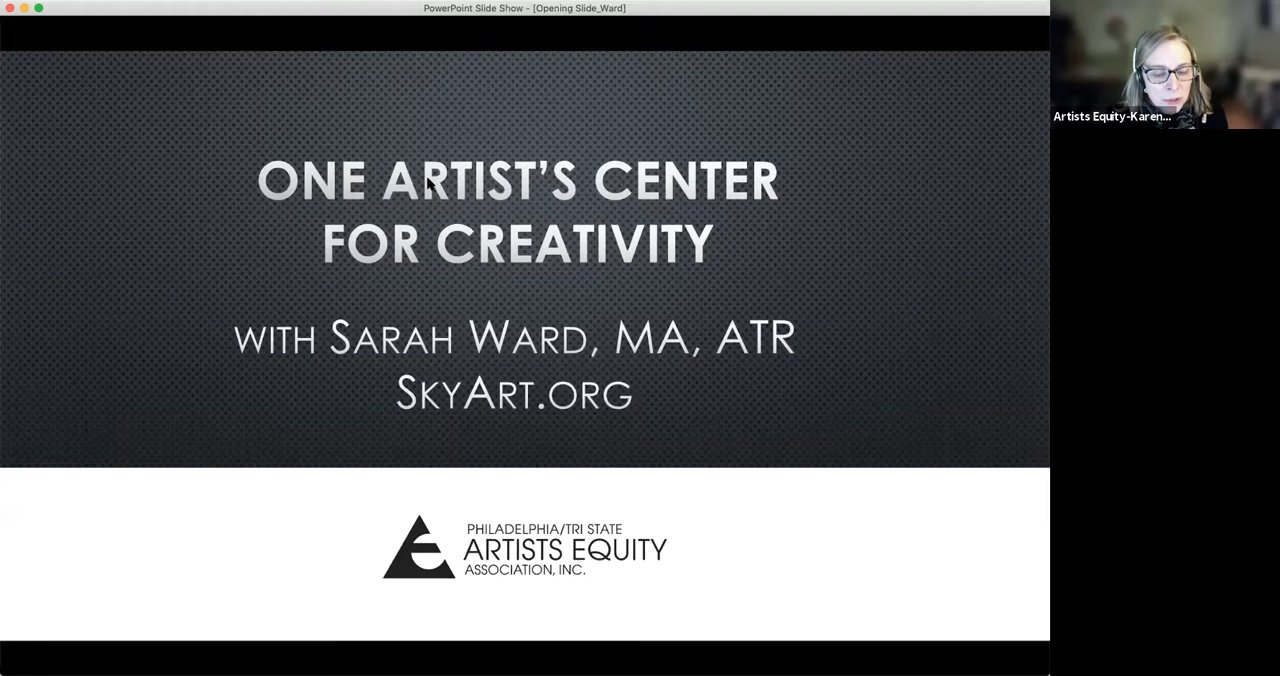 PowerPoint Slide Show - [Opening Slide_Ward]
ONE ARTIST’S CENTER
FOR CREATIVITY
WITH SARAH WARD, MA, ATR
SKYART.ORG
PHILADELPHIA/TRI STATE
ARTISTS EQUITY
ASSOCIATION, INC.
Artists Equity-Karen...